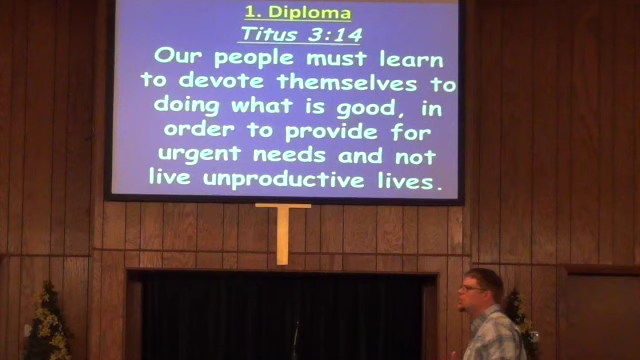 1. Diploma
Titus 3:14
Our people must learn
to devote themselves to
doing what is good, in
order to provide for
urgent needs and not
live unproductive lives.